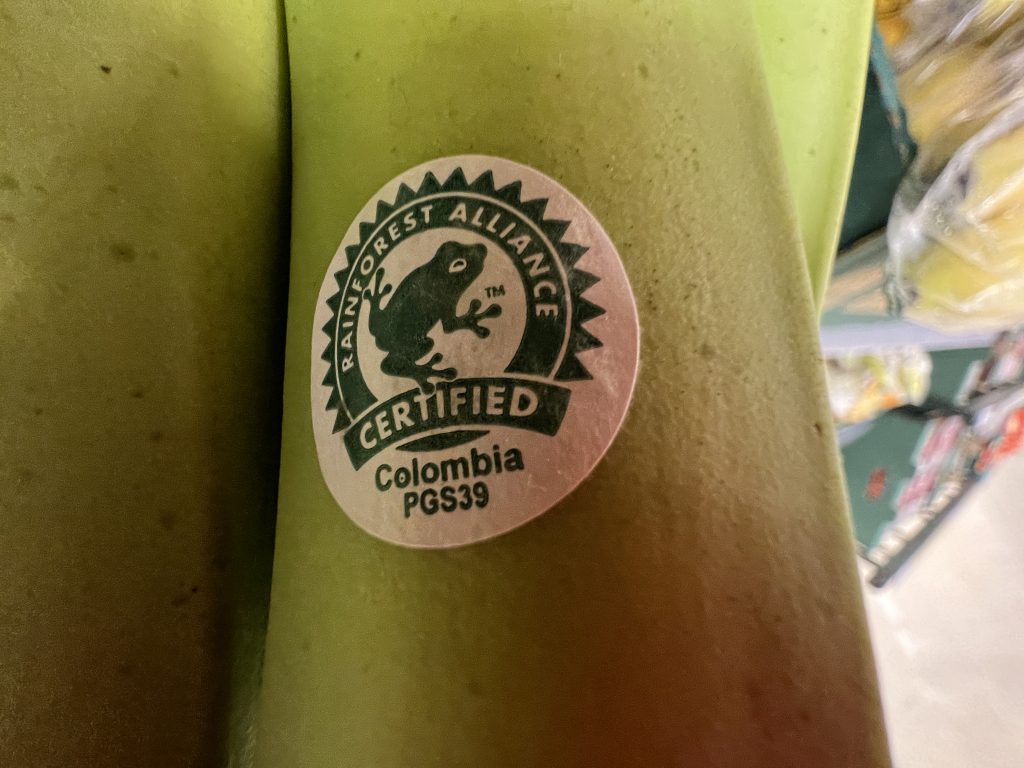 RAINFOREST ALLIANCE
TM
CERTIFIED
Colombia
PGS39